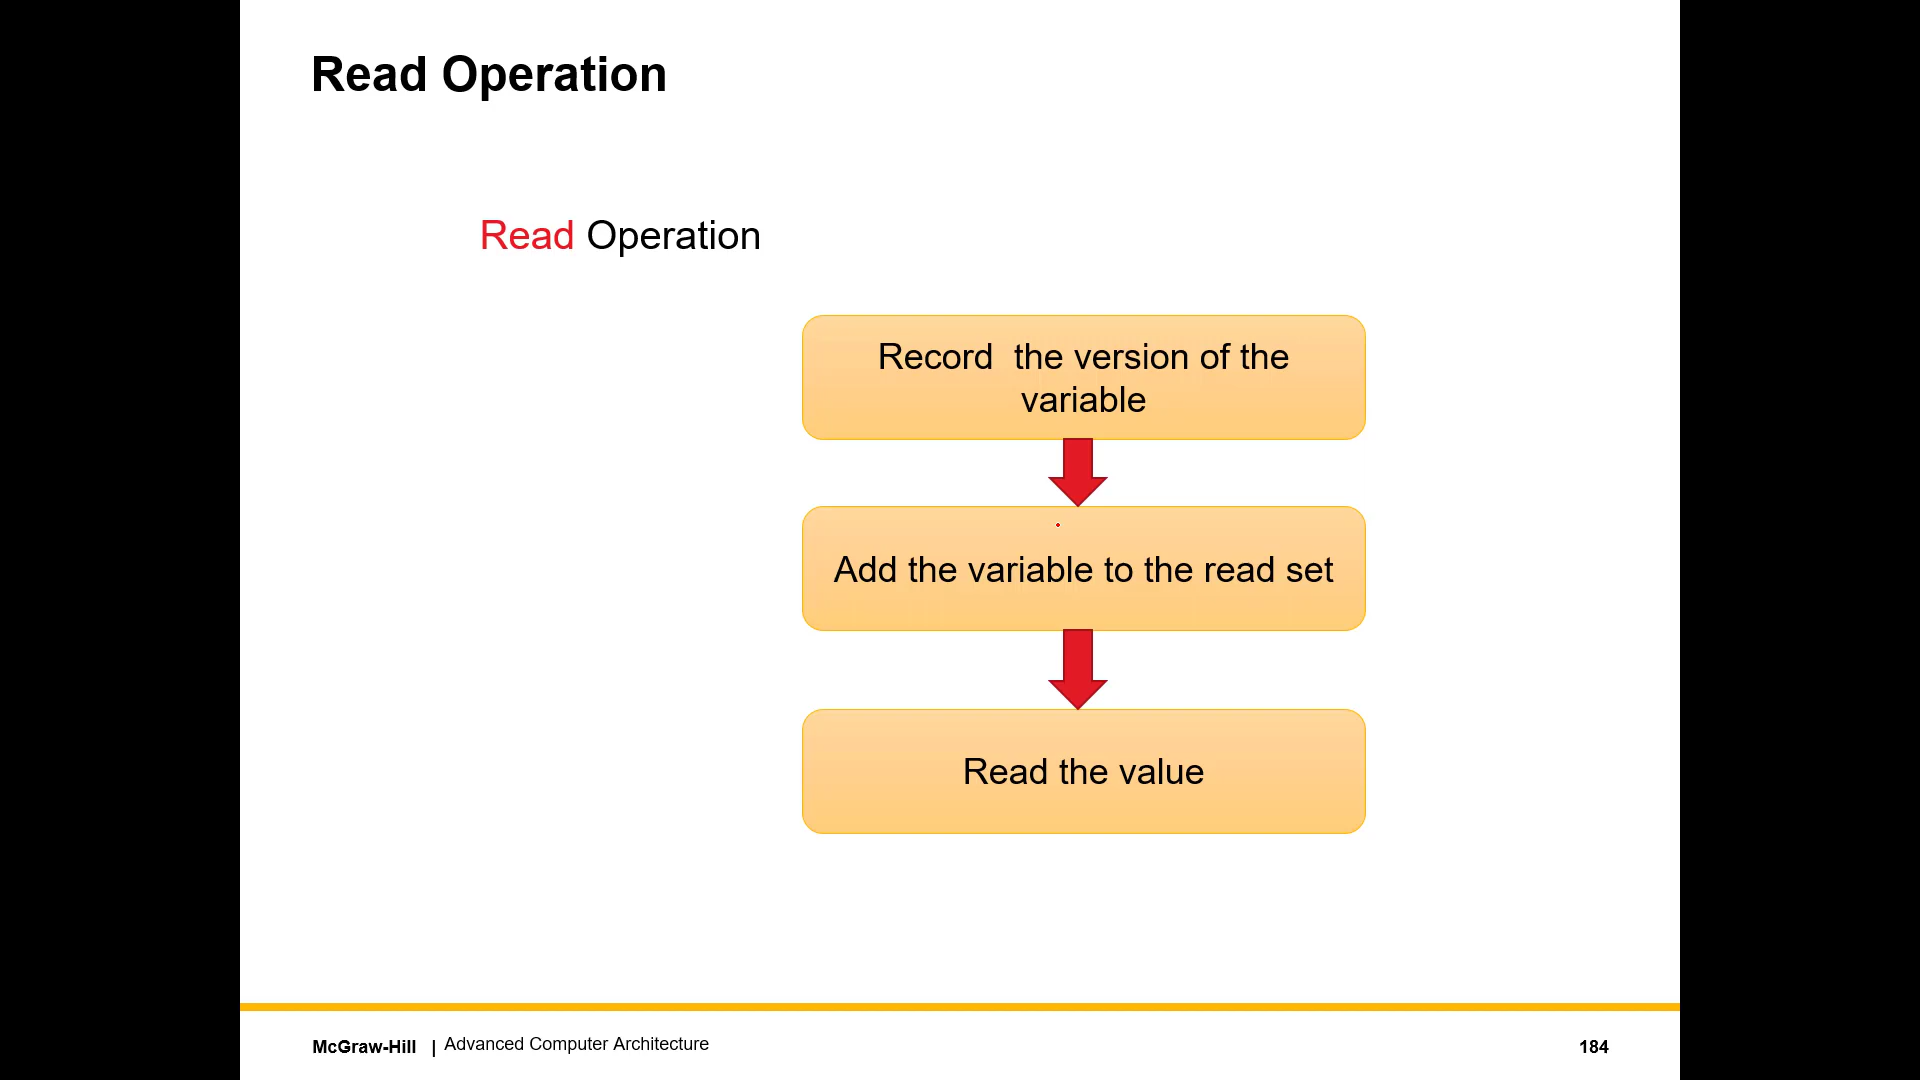 Read Operation
Read Operation
Record  the version of the
variable
Add the variable to the read set
Read the value
McGraw-Hill | Advanced Computer Architecture
184